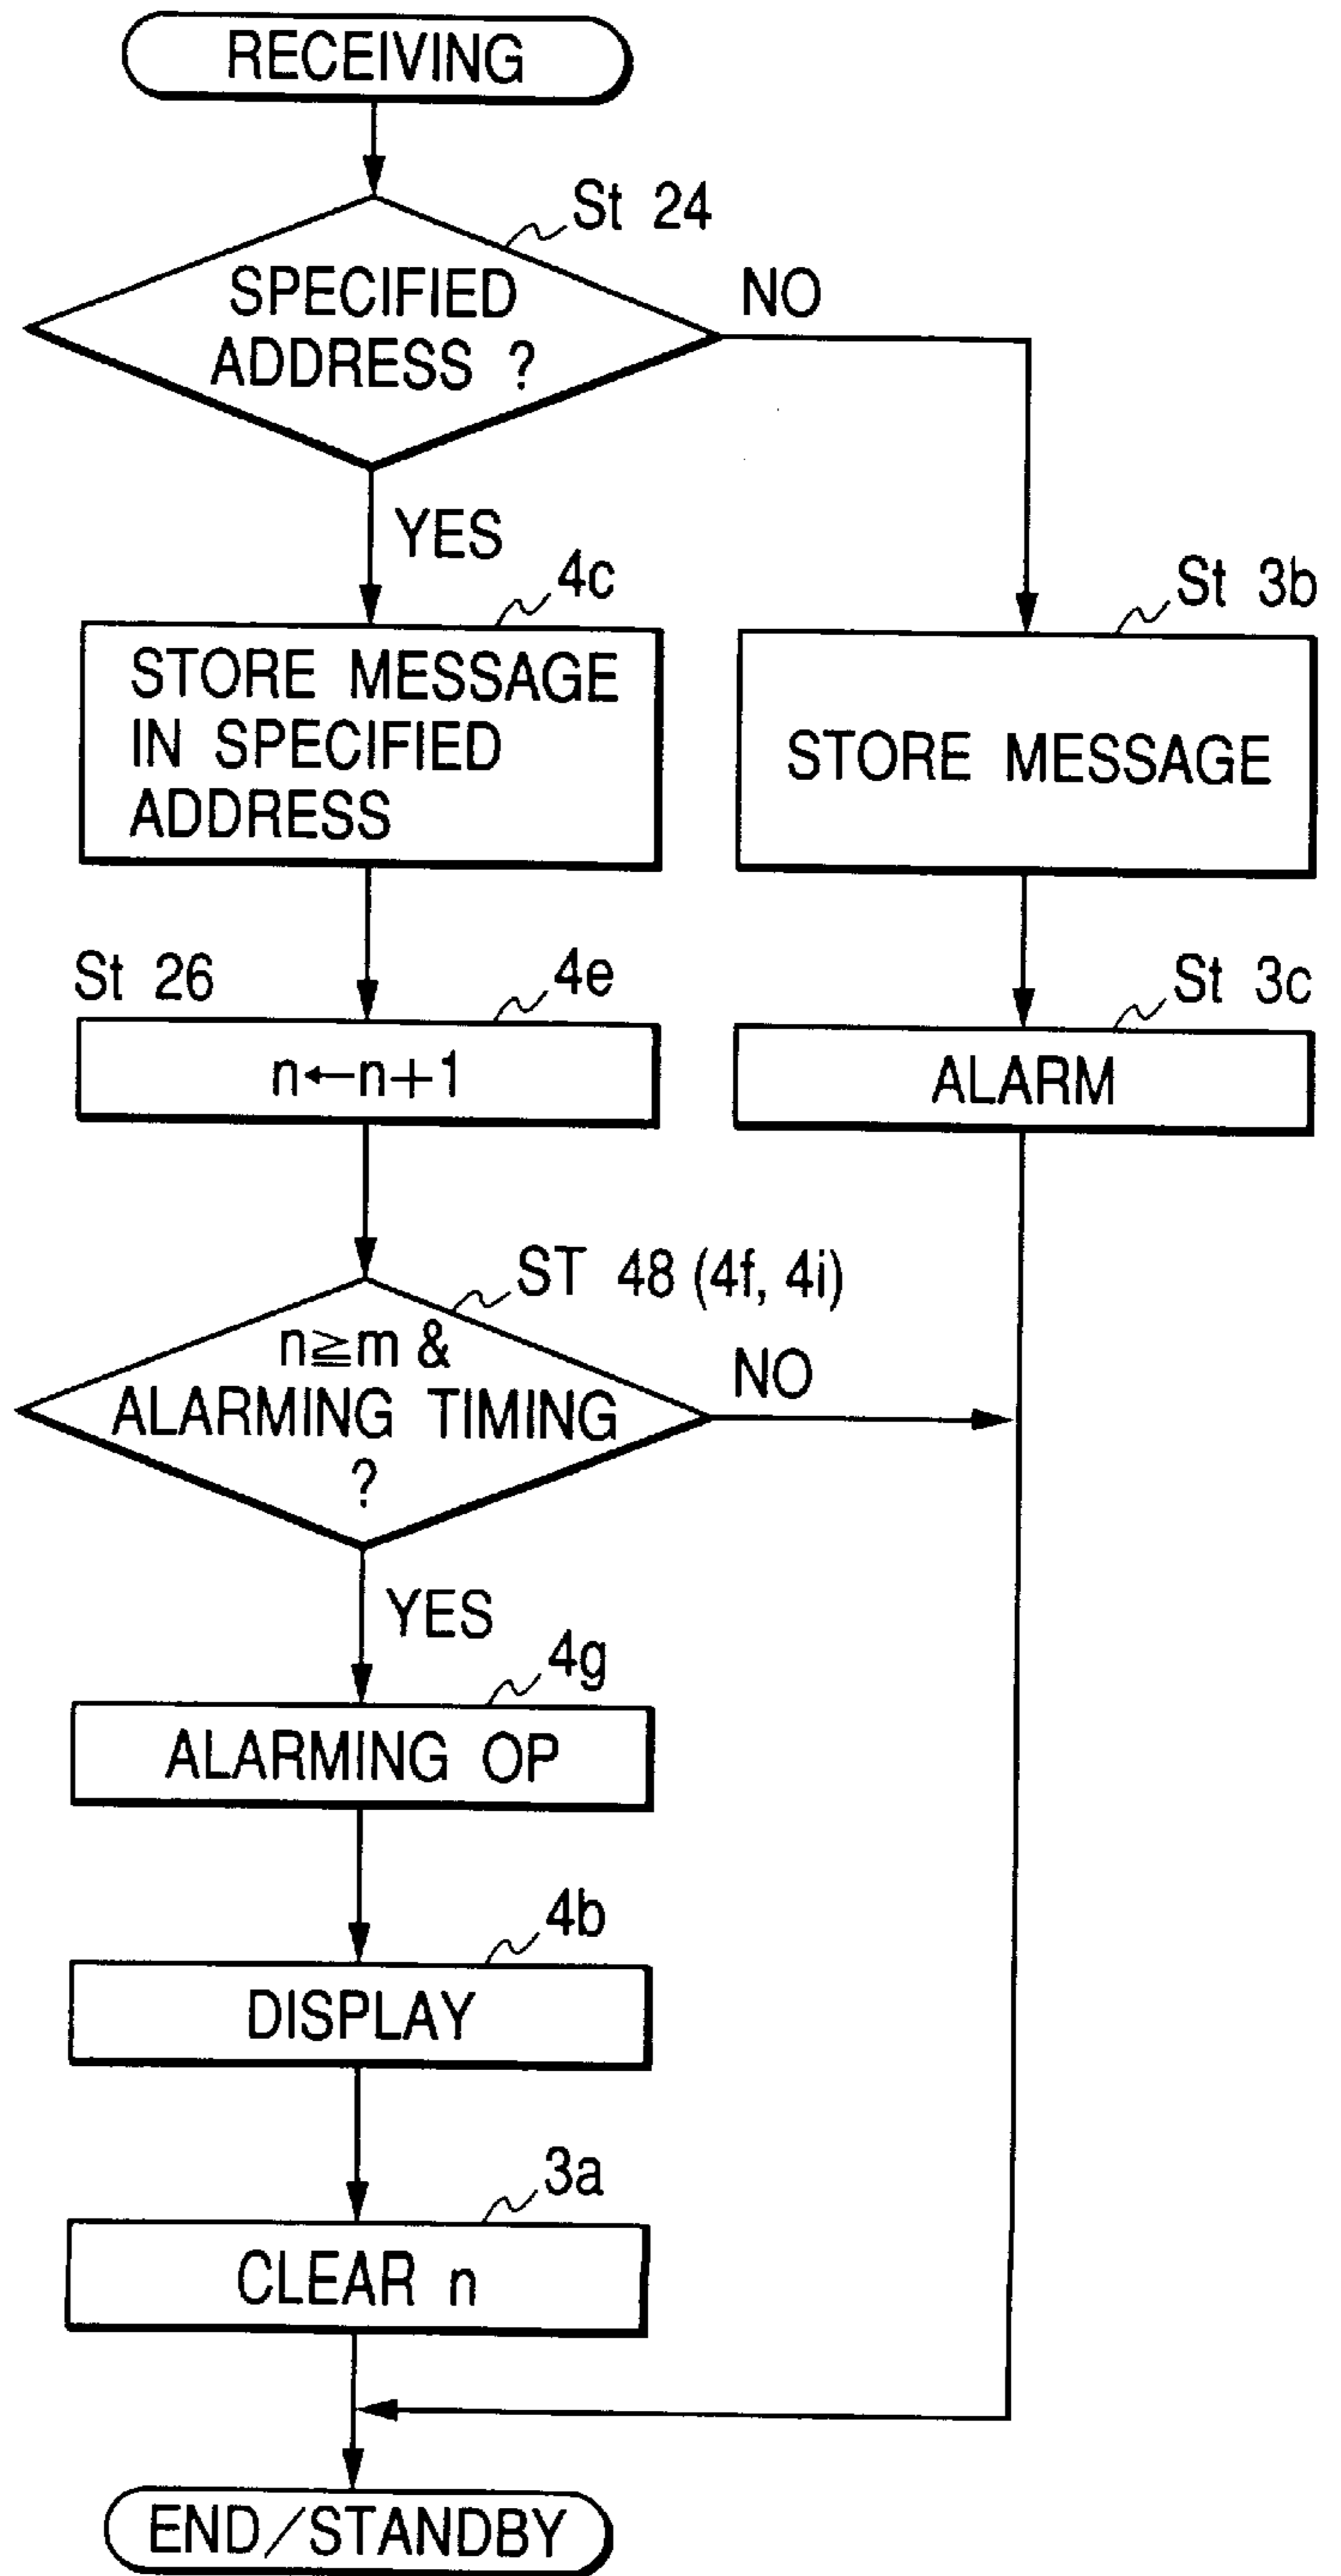 RECEIVING
St 24
SPECIFIED
ADDRESS ?
NO
YES
4c
STORE MESSAGE
IN SPECIFIED
ADDRESS
St 3b
STORE MESSAGE
St 26
4e
n←n+1
St 3c
ALARM
ST 48 (4f, 4i)
n≧m &
ALARMING TIMING
?
NO
YES
4g
ALARMING OP
4b
DISPLAY
3a
CLEAR n
END/STANDBY